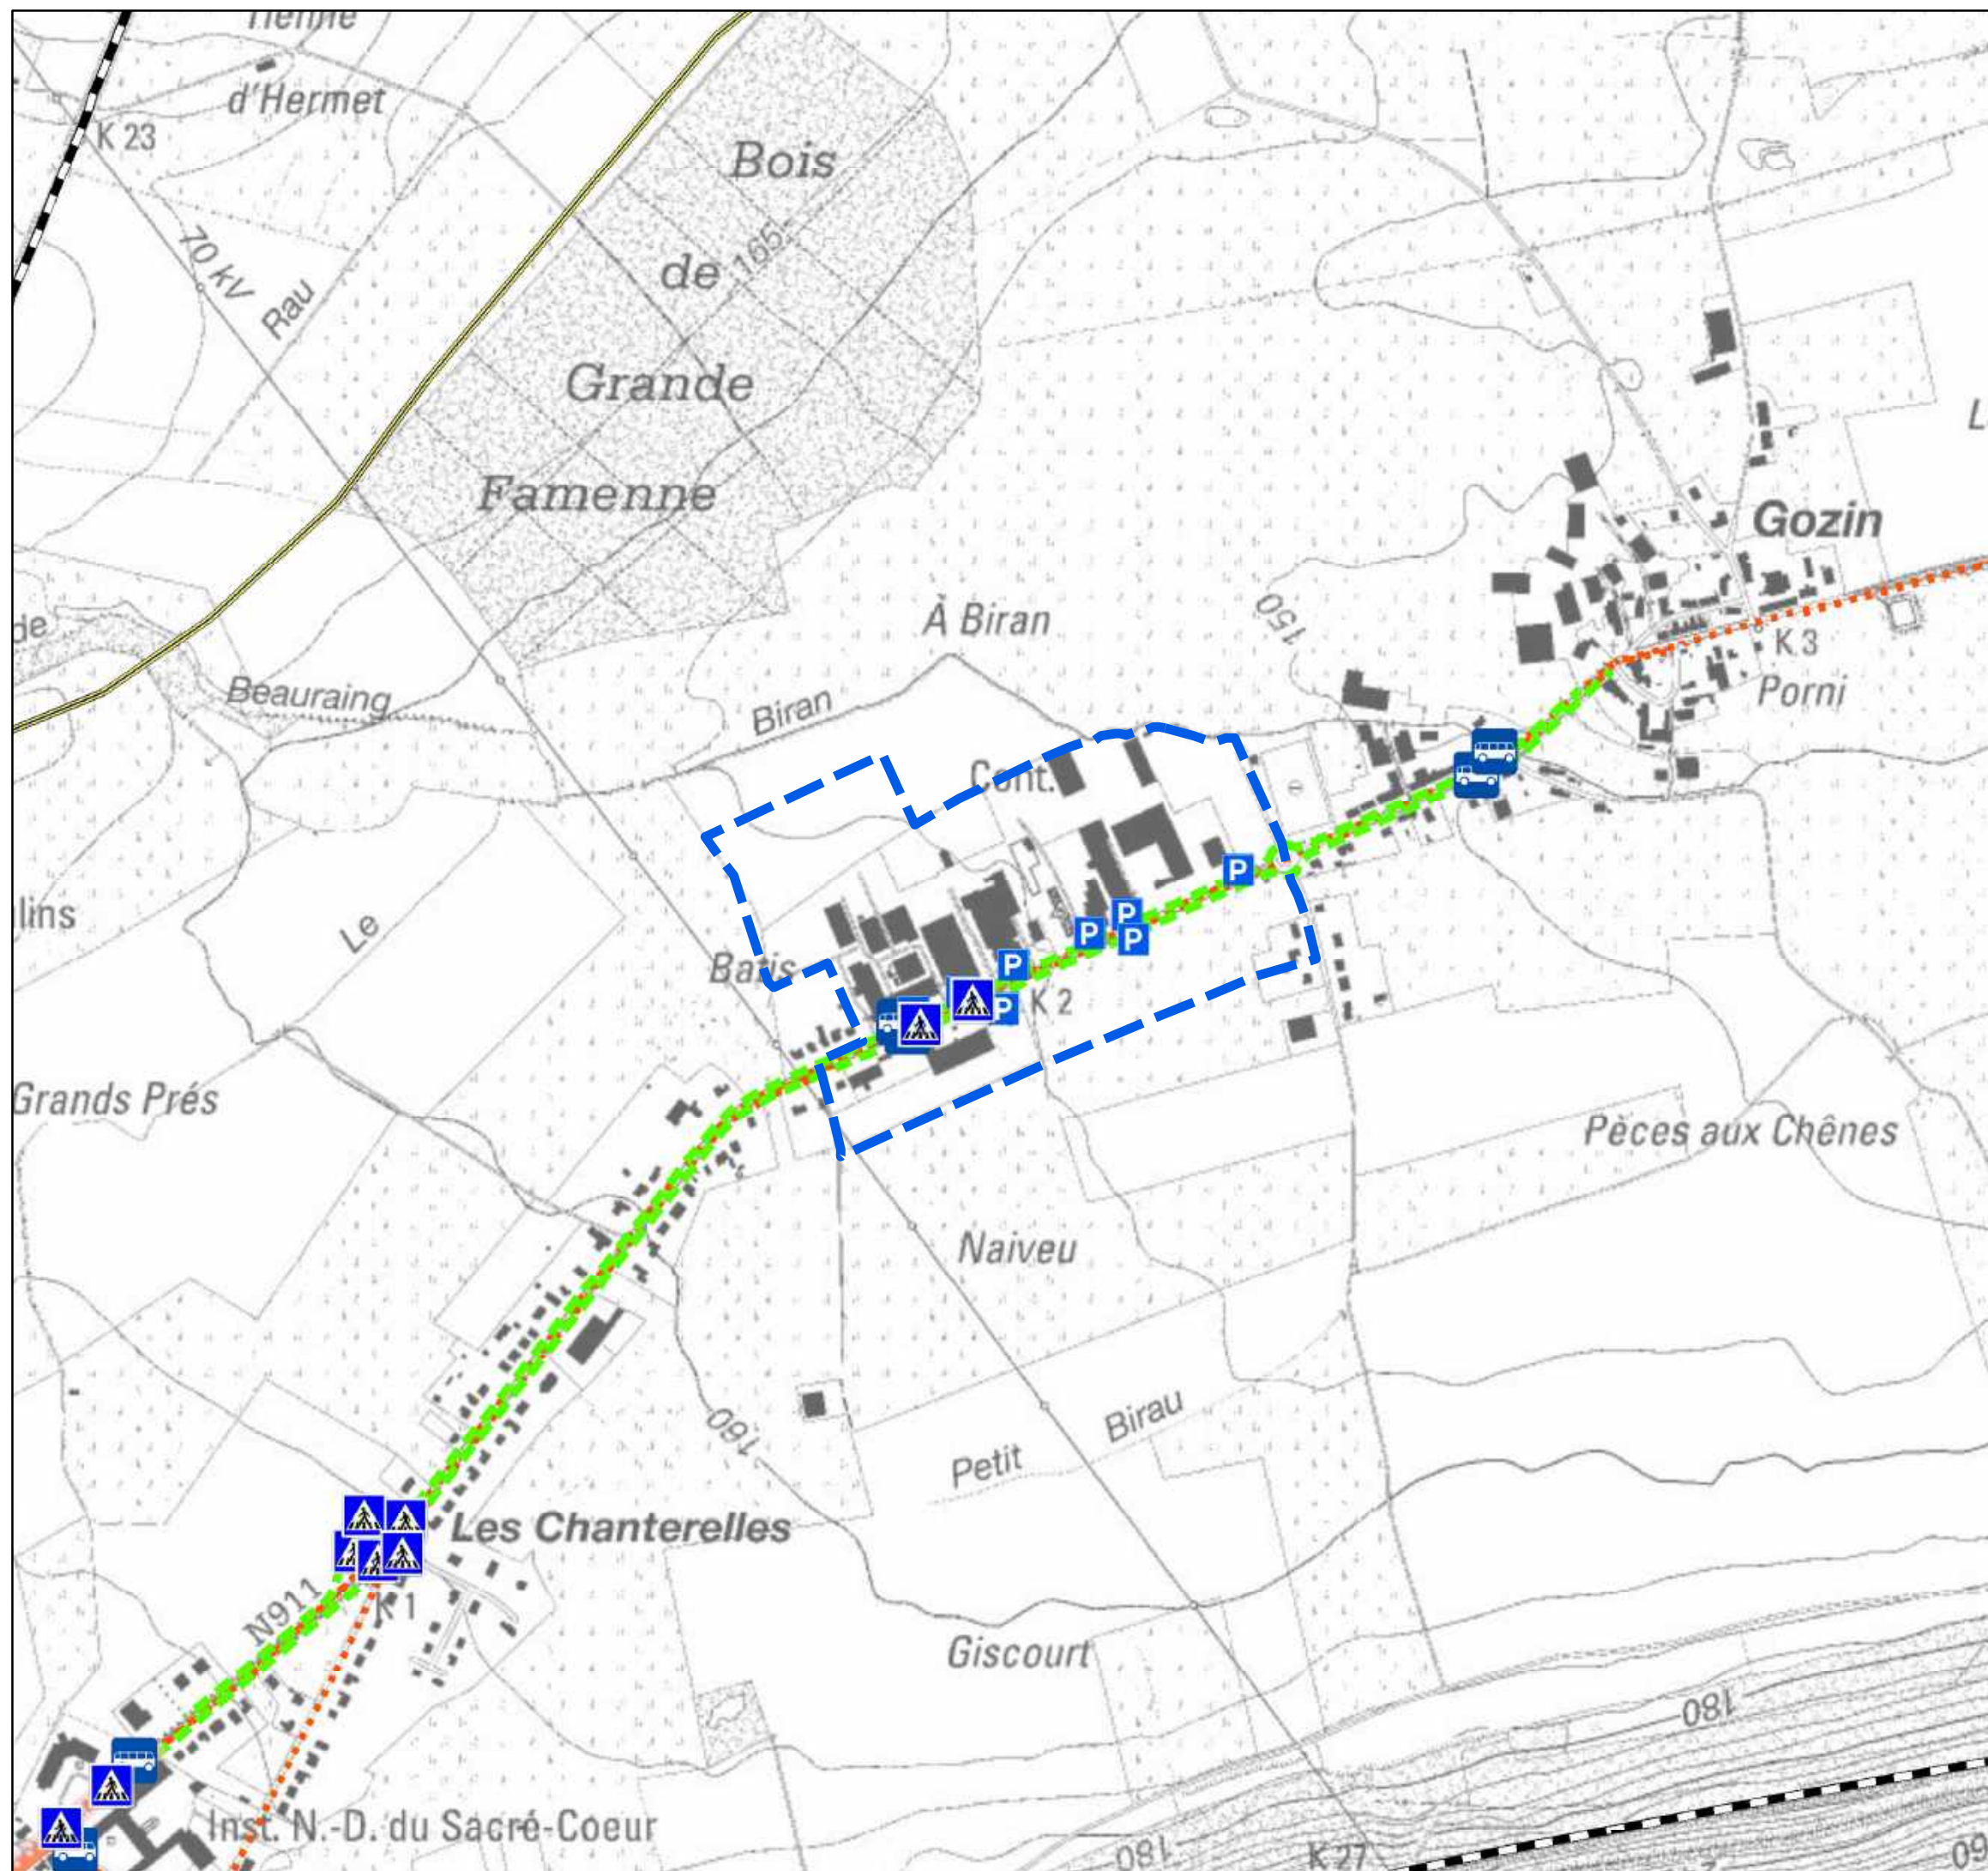 d'Hermet
K 23
Bois
de
165
70 kV
Rau
Grande
Famenne
Gozin
À Biran
150
K 3
Porni
de
Beauraing
Biran
Cont.
P
P
P
P
P
P
Le
Batis
K 2
Grands Prés
Pèces aux Chênes
Naiveu
160
Birau
Petit
Les Chanterelles
N911
K 1
Giscourt
180
Inst. N.-D. du Sacré-Coeur
180
K 27